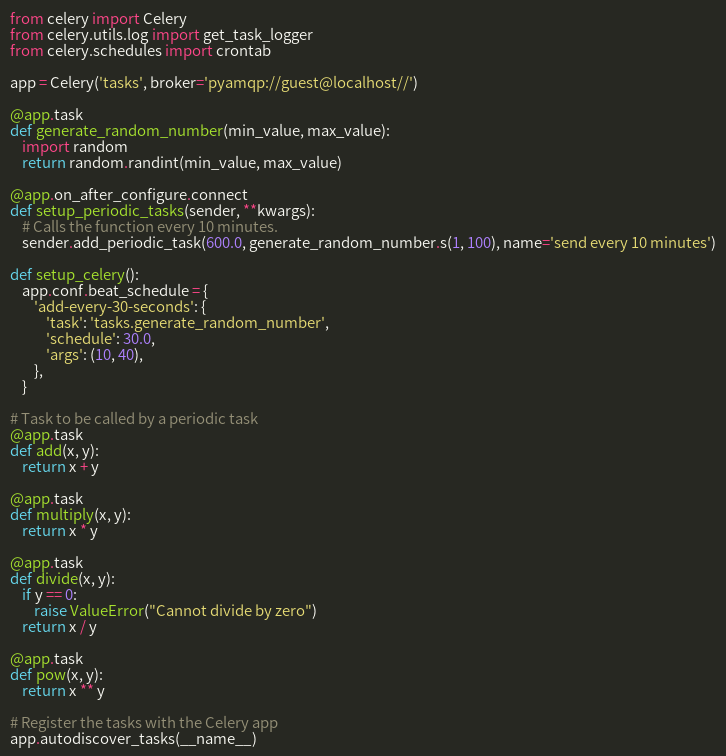 from celery import Celery
from celery.utils.log import get_task_logger
from celery.schedules import crontab

app = Celery('tasks', broker='pyamqp://guest@localhost//')

@app.task
def generate_random_number(min_value, max_value):
    import random
    return random.randint(min_value, max_value)

@app.on_after_configure.connect
def setup_periodic_tasks(sender, **kwargs):
    # Calls the function every 10 minutes.
    sender.add_periodic_task(600.0, generate_random_number.s(1, 100), name='send every 10 minutes')

def setup_celery():
    app.conf.beat_schedule = {
        'add-every-30-seconds': {
            'task': 'tasks.generate_random_number',
            'schedule': 30.0,
            'args': (10, 40),
        },
    }

# Task to be called by a periodic task
@app.task
def add(x, y):
    return x + y

@app.task
def multiply(x, y):
    return x * y

@app.task
def divide(x, y):
    if y == 0:
        raise ValueError("Cannot divide by zero")
    return x / y

@app.task
def pow(x, y):
    return x ** y

# Register the tasks with the Celery app
app.autodiscover_tasks(__name__)